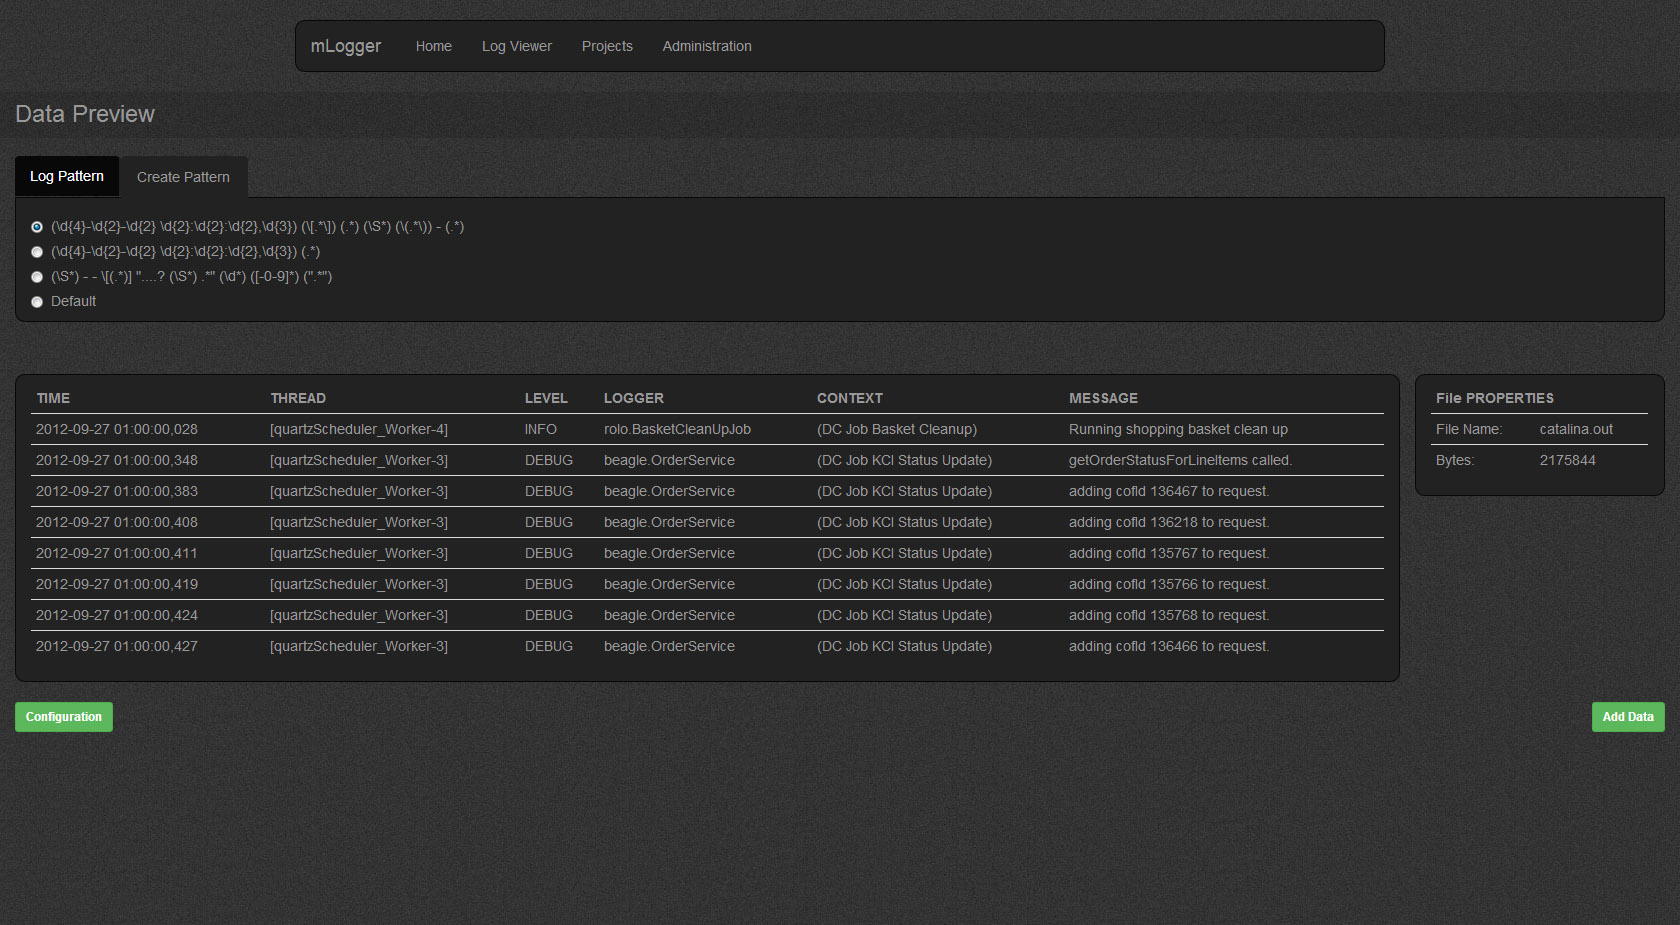 mLogger Home Log Viewer Projects Administration
Data Preview
Log Pattern Create Pattern
(\d{4}-\d{2}-\d{2} \d{2}:\d{2}:\d{2},\d{3}) (\[.*\]) (.*) (\S*) (\(.*\)) - (.*)
(\d{4}-\d{2}-\d{2} \d{2}:\d{2}:\d{2},\d{3}) (.*)
(\S*) - - \[(.*)] "....? (\S*) .*" (\d*) ([-0-9]*) (".*")
Default
TIME THREAD LEVEL LOGGER CONTEXT MESSAGE
2012-09-27 01:00:00,028 [quartzScheduler_Worker-4] INFO rolo.BasketCleanUpJob (DC Job Basket Cleanup) Running shopping basket clean up
2012-09-27 01:00:00,348 [quartzScheduler_Worker-3] DEBUG beagle.OrderService (DC Job KCI Status Update) getOrderStatusForLineItems called.
2012-09-27 01:00:00,383 [quartzScheduler_Worker-3] DEBUG beagle.OrderService (DC Job KCI Status Update) adding cofId 136467 to request.
2012-09-27 01:00:00,408 [quartzScheduler_Worker-3] DEBUG beagle.OrderService (DC Job KCI Status Update) adding cofId 136218 to request.
2012-09-27 01:00:00,411 [quartzScheduler_Worker-3] DEBUG beagle.OrderService (DC Job KCI Status Update) adding cofId 135767 to request.
2012-09-27 01:00:00,419 [quartzScheduler_Worker-3] DEBUG beagle.OrderService (DC Job KCI Status Update) adding cofId 135766 to request.
2012-09-27 01:00:00,424 [quartzScheduler_Worker-3] DEBUG beagle.OrderService (DC Job KCI Status Update) adding cofId 135768 to request.
2012-09-27 01:00:00,427 [quartzScheduler_Worker-3] DEBUG beagle.OrderService (DC Job KCI Status Update) adding cofId 136466 to request.
File PROPERTIES
File Name: catalina.out
Bytes: 2175844
Configuration
Add Data